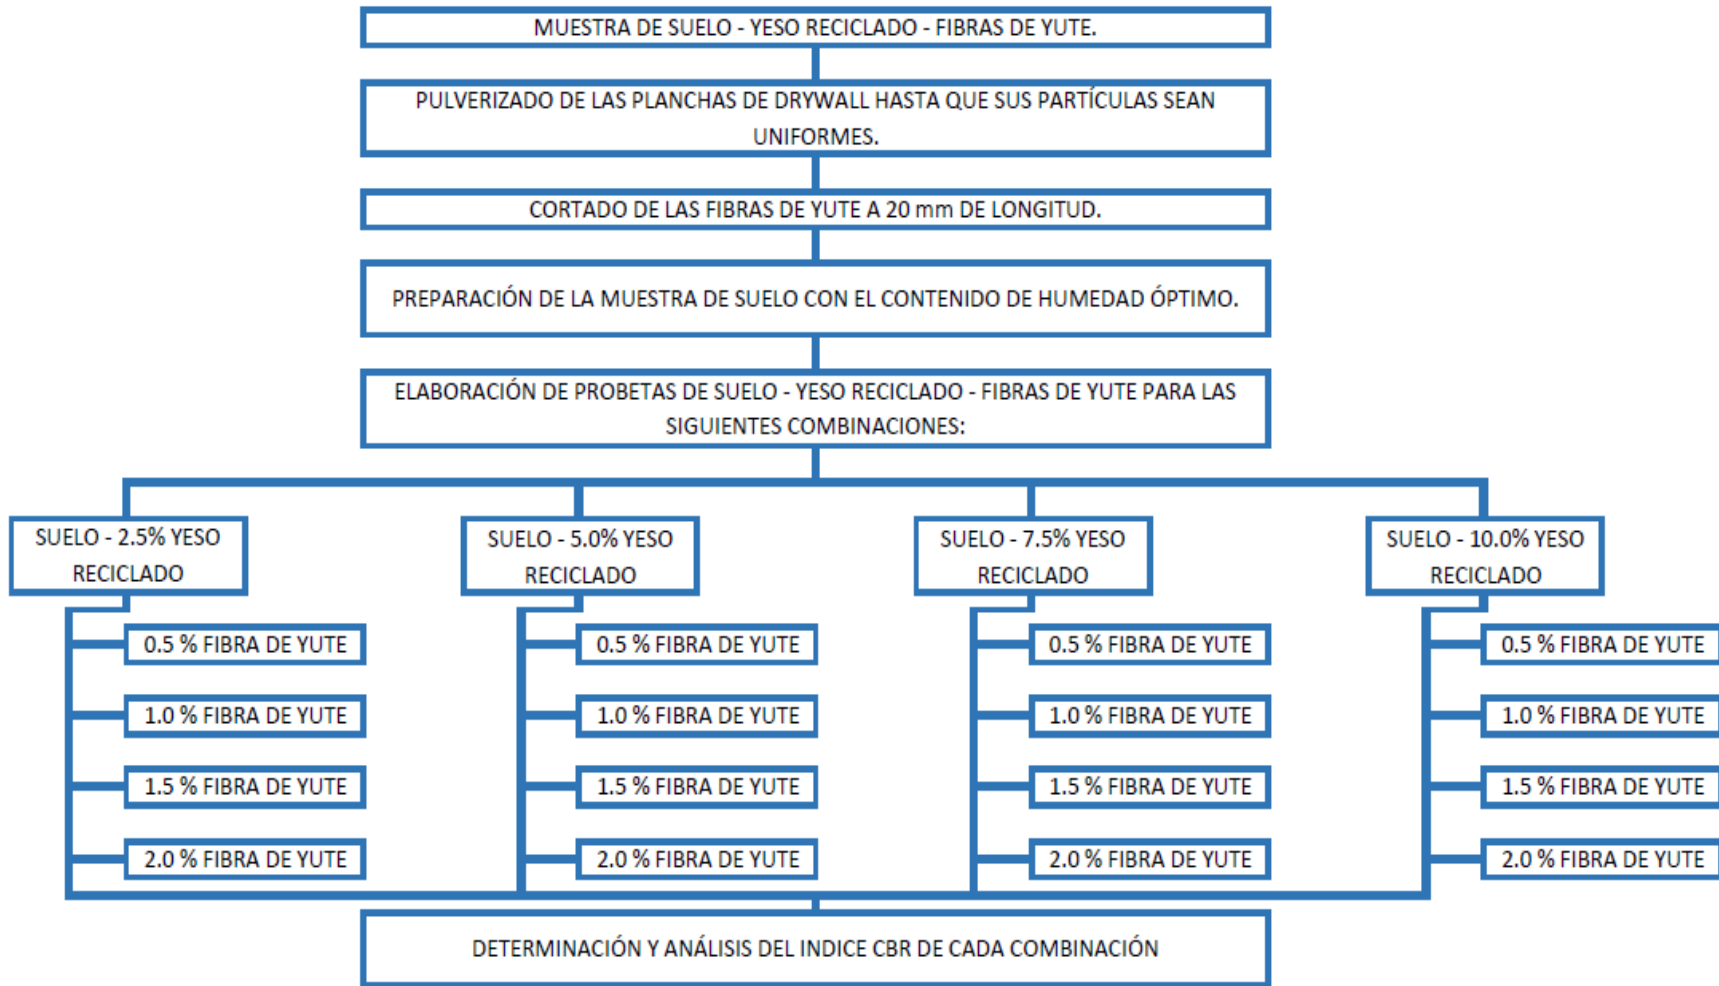 MUESTRA DE SUELO - YESO RECICLADO - FIBRAS DE YUTE.
PULVERIZADO DE LAS PLANCHAS DE DRYWALL HASTA QUE SUS PARTÍCULAS SEAN
UNIFORMES.
CORTADO DE LAS FIBRAS DE YUTE A 20 mm DE LONGITUD.
PREPARACIÓN DE LA MUESTRA DE SUELO CON EL CONTENIDO DE HUMEDAD ÓPTIMO.
ELABORACIÓN DE PROBETAS DE SUELO - YESO RECICLADO - FIBRAS DE YUTE PARA LAS
SIGUIENTES COMBINACIONES:
SUELO - 2.5% YESO
RECICLADO
0.5 % FIBRA DE YUTE
1.0 % FIBRA DE YUTE
1.5 % FIBRA DE YUTE
2.0 % FIBRA DE YUTE
SUELO - 5.0% YESO
RECICLADO
0.5 % FIBRA DE YUTE
1.0 % FIBRA DE YUTE
1.5 % FIBRA DE YUTE
2.0 % FIBRA DE YUTE
SUELO - 7.5% YESO
RECICLADO
0.5 % FIBRA DE YUTE
1.0 % FIBRA DE YUTE
1.5 % FIBRA DE YUTE
2.0 % FIBRA DE YUTE
SUELO - 10.0% YESO
RECICLADO
0.5 % FIBRA DE YUTE
1.0 % FIBRA DE YUTE
1.5 % FIBRA DE YUTE
2.0 % FIBRA DE YUTE
DETERMINACIÓN Y ANÁLISIS DEL INDICE CBR DE CADA COMBINACIÓN